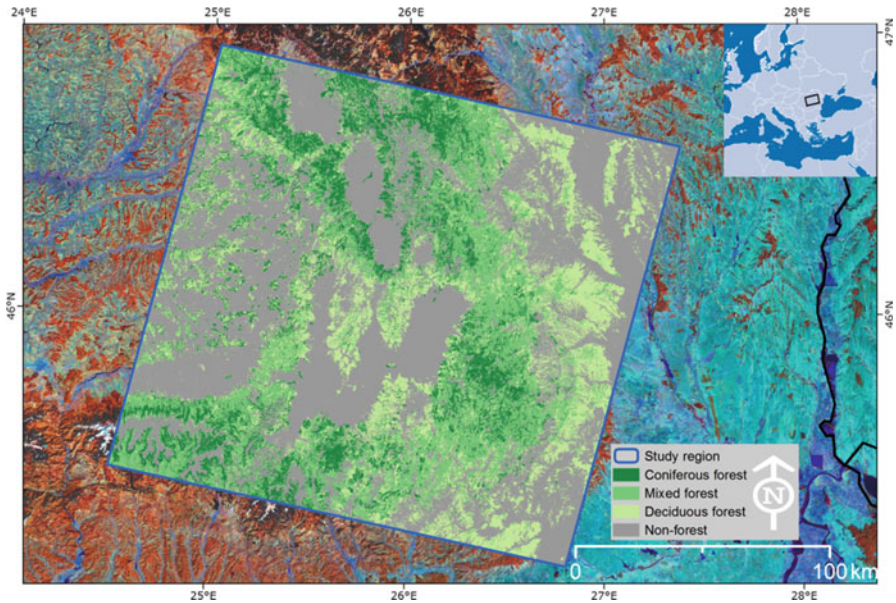 24°E 25°E 26°E 27°E 28°E
47°N
46°N 46°N
Study region
Coniferous forest
Mixed forest
Deciduous forest
Non-forest
N
0 100 km
25°E 26°E 27°E 28°E